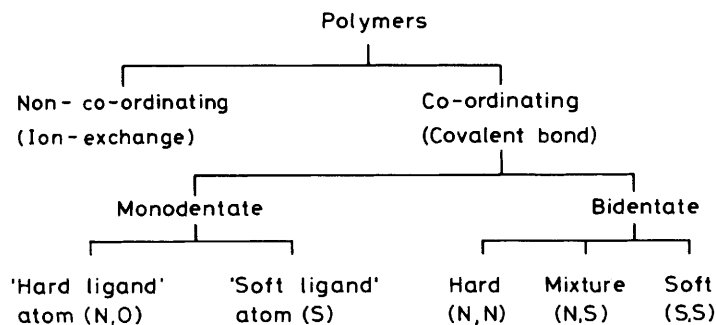 Polymers
Non-co-ordinating
(Ion-exchange)
Co-ordinating
(Covalent bond)
Monodentate
Bidentate
'Hard ligand'
atom (N,O)
'Soft ligand'
atom (S)
Hard
(N,N)
Mixture
(N,S)
Soft
(S,S)